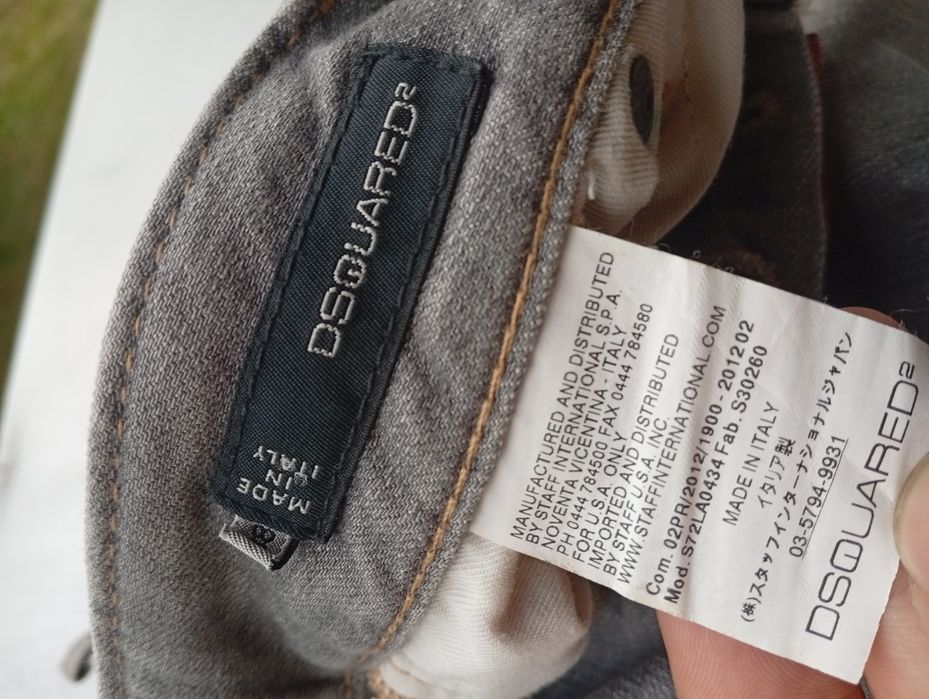 DSQUARED2
MADE
IN
ITALY
MANUFACTURED AND DISTRIBUTED
BY STAFF INTERNATIONAL S.P.A.
NOVENTA VICENTINA - ITALY
PH 0444 784500 FAX 0444 784580
FOR U.S.A. ONLY
IMPORTED AND DISTRIBUTED
BY STAFF U.S.A. INC.
WWW.STAFFINTERNATIONAL.COM
Com. 02PR/2012/1900 - 2012 02
Mod. S72LA0434 Fab. S30260
MADE IN ITALY
イタリア製
(株)スタッフインターナショナルジャパン
03-5794-9931
DSQUARED2